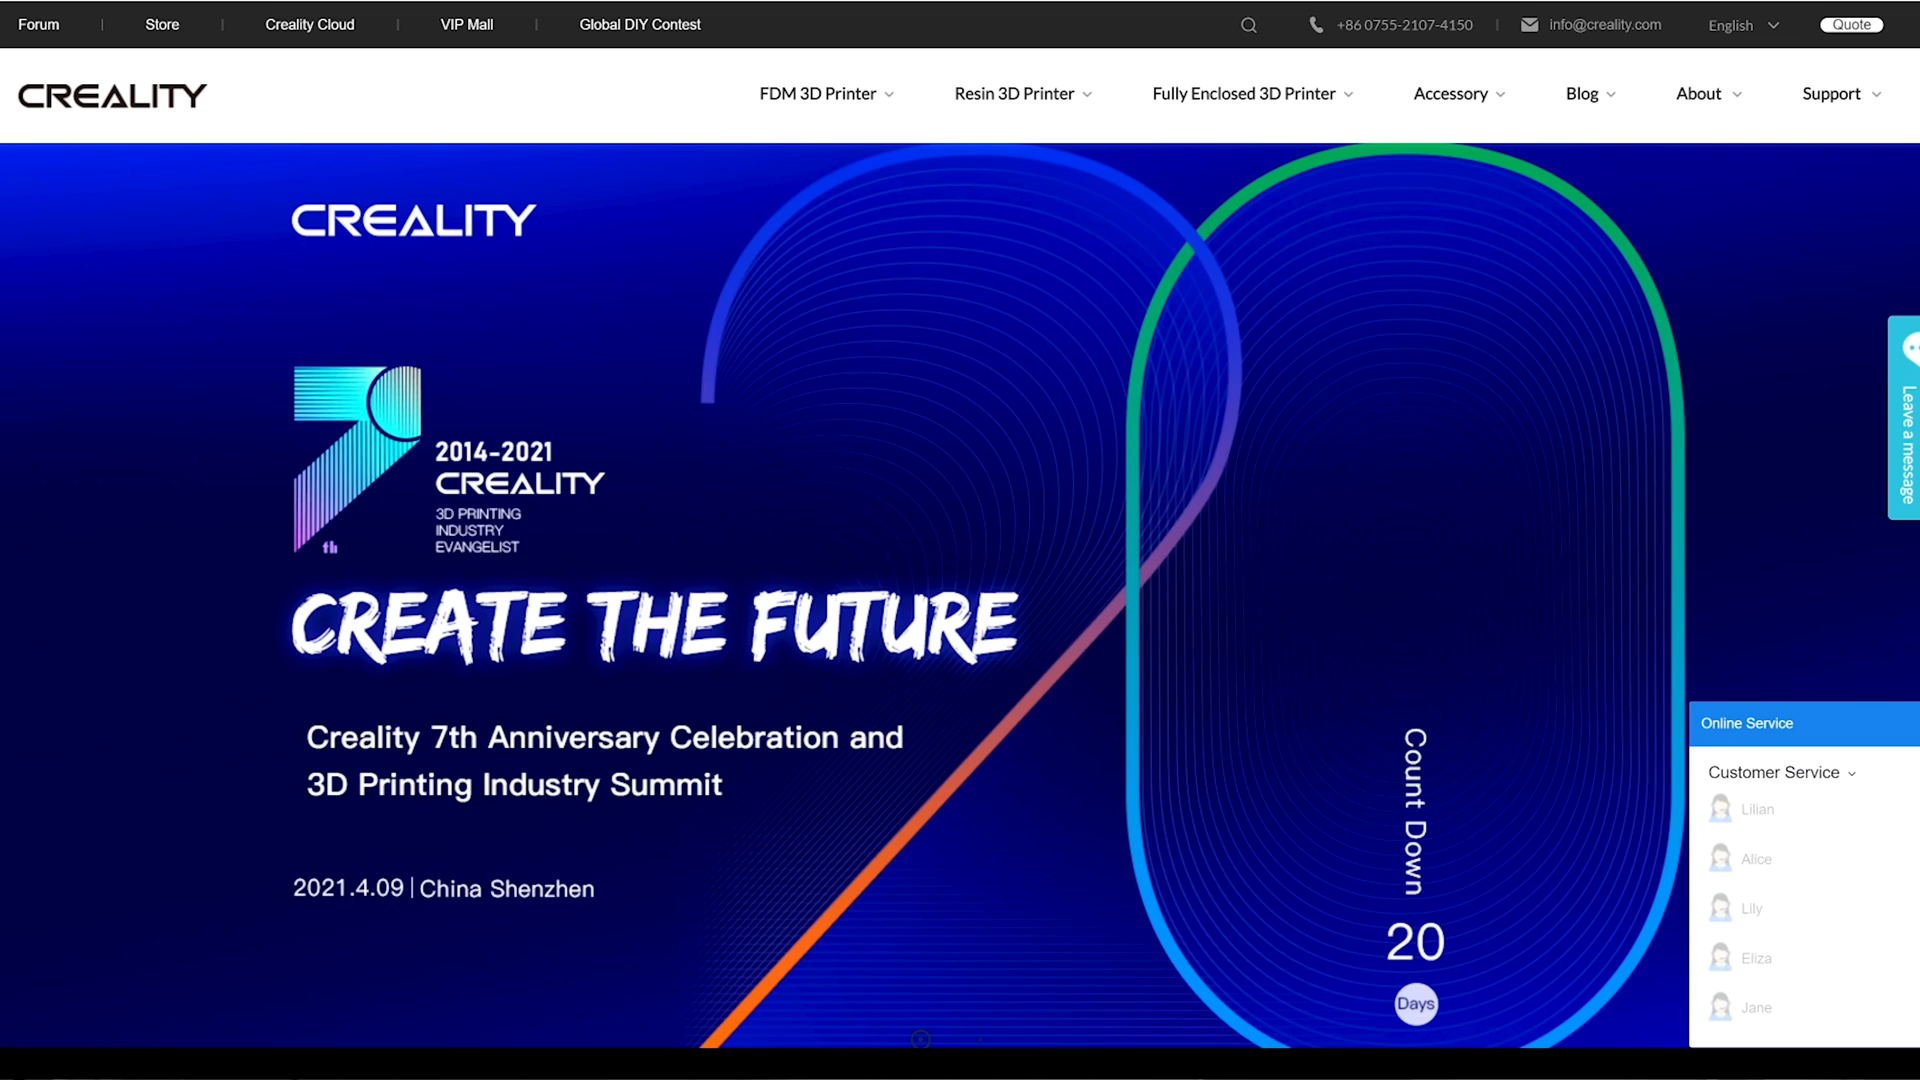 Forum | Store | Creality Cloud | VIP Mall | Global DIY Contest +86 0755-2107-4150 | info@creality.com English Quote
CREALITY FDM 3D Printer Resin 3D Printer Fully Enclosed 3D Printer Accessory Blog About Support
CREALITY
7th
2014-2021
CREALITY
3D PRINTING
INDUSTRY
EVANGELIST
CREATE THE FUTURE
Creality 7th Anniversary Celebration and
3D Printing Industry Summit
2021.4.09 | China Shenzhen
Count Down
20
Days
Leave a message
Online Service
Customer Service
Lilian
Alice
Lily
Eliza
Jane